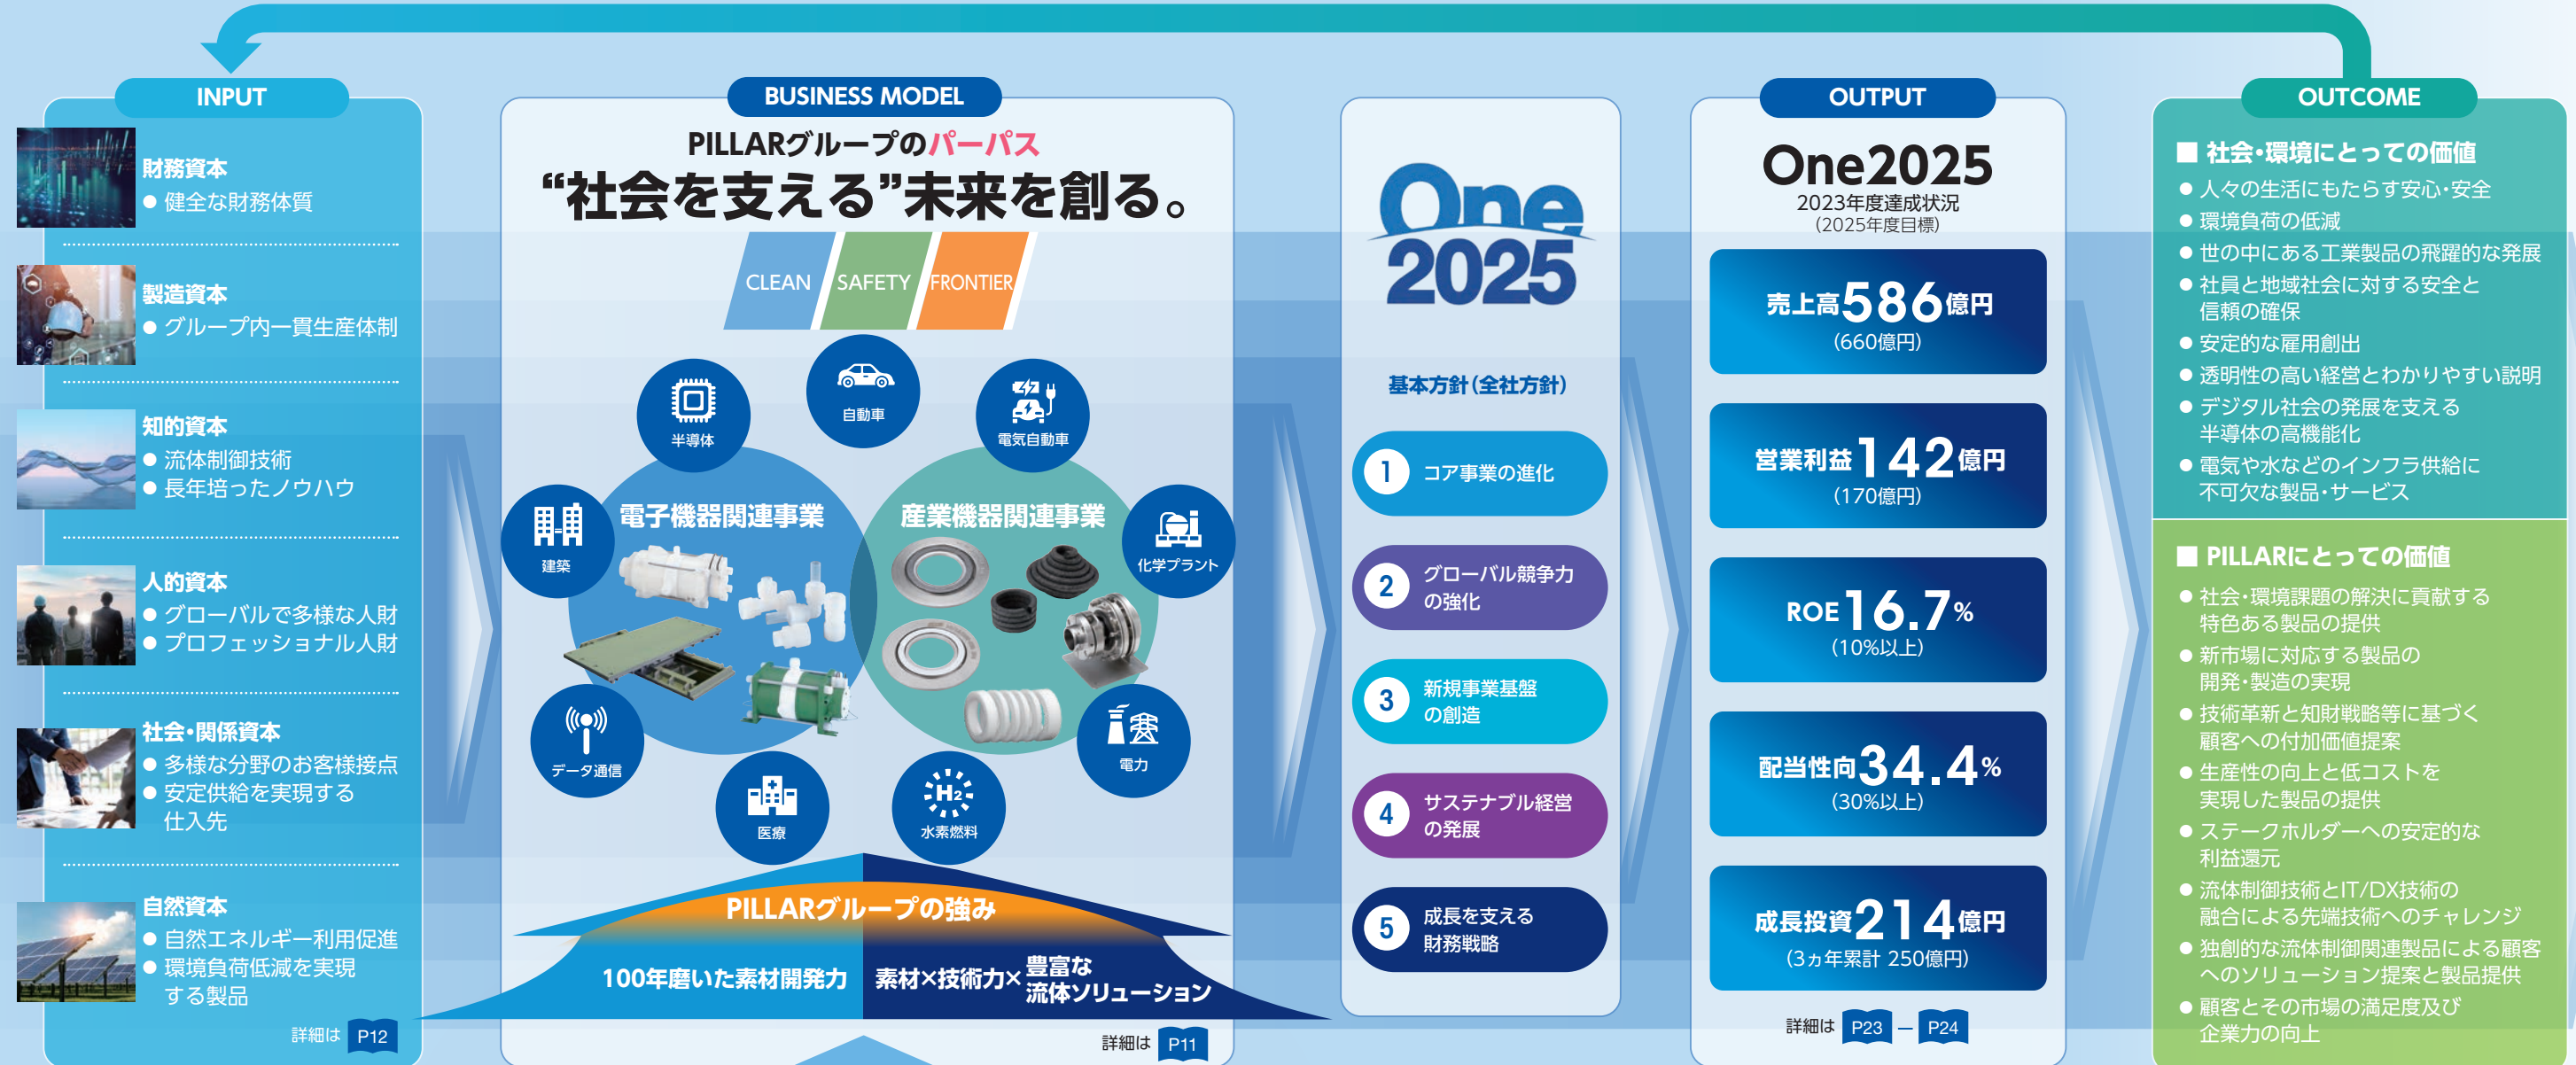 INPUT
財務資本
● 健全な財務体質
製造資本
● グループ内一貫生産体制
知的資本
● 流体制御技術
● 長年培ったノウハウ
人的資本
● グローバルで多様な人財
● プロフェッショナル人財
社会・関係資本
● 多様な分野のお客様接点
● 安定供給を実現する
仕入先
自然資本
● 自然エネルギー利用促進
● 環境負荷低減を実現
する製品
詳細は P12
BUSINESS MODEL
PILLARグループのパーパス
“社会を支える”未来を創る。
CLEAN SAFETY FRONTIER
自動車
半導体
電気自動車
電子機器関連事業
産業機器関連事業
建築
化学プラント
データ通信
電力
医療
H2
水素燃料
PILLARグループの強み
100年磨いた素材開発力
素材×技術力×豊富な
流体ソリューション
詳細は P11
One
2025
基本方針(全社方針)
1 コア事業の進化
2 グローバル競争力
の強化
3 新規事業基盤
の創造
4 サステナブル経営
の発展
5 成長を支える
財務戦略
OUTPUT
One2025
2023年度達成状況
(2025年度目標)
売上高586億円
(660億円)
営業利益142億円
(170億円)
ROE16.7%
(10%以上)
配当性向34.4%
(30%以上)
成長投資214億円
(3ヵ年累計 250億円)
詳細は P23 — P24
OUTCOME
■ 社会・環境にとっての価値
● 人々の生活にもたらす安心・安全
● 環境負荷の低減
● 世の中にある工業製品の飛躍的な発展
● 社員と地域社会に対する安全と
信頼の確保
● 安定的な雇用創出
● 透明性の高い経営とわかりやすい説明
● デジタル社会の発展を支える
半導体の高機能化
● 電気や水などのインフラ供給に
不可欠な製品・サービス
■ PILLARにとっての価値
● 社会・環境課題の解決に貢献する
特色ある製品の提供
● 新市場に対応する製品の
開発・製造の実現
● 技術革新と知財戦略等に基づく
顧客への付加価値提案
● 生産性の向上と低コストを
実現した製品の提供
● ステークホルダーへの安定的な
利益還元
● 流体制御技術とIT/DX技術の
融合による先端技術へのチャレンジ
● 独創的な流体制御関連製品による顧客
へのソリューション提案と製品提供
● 顧客とその市場の満足度及び
企業力の向上